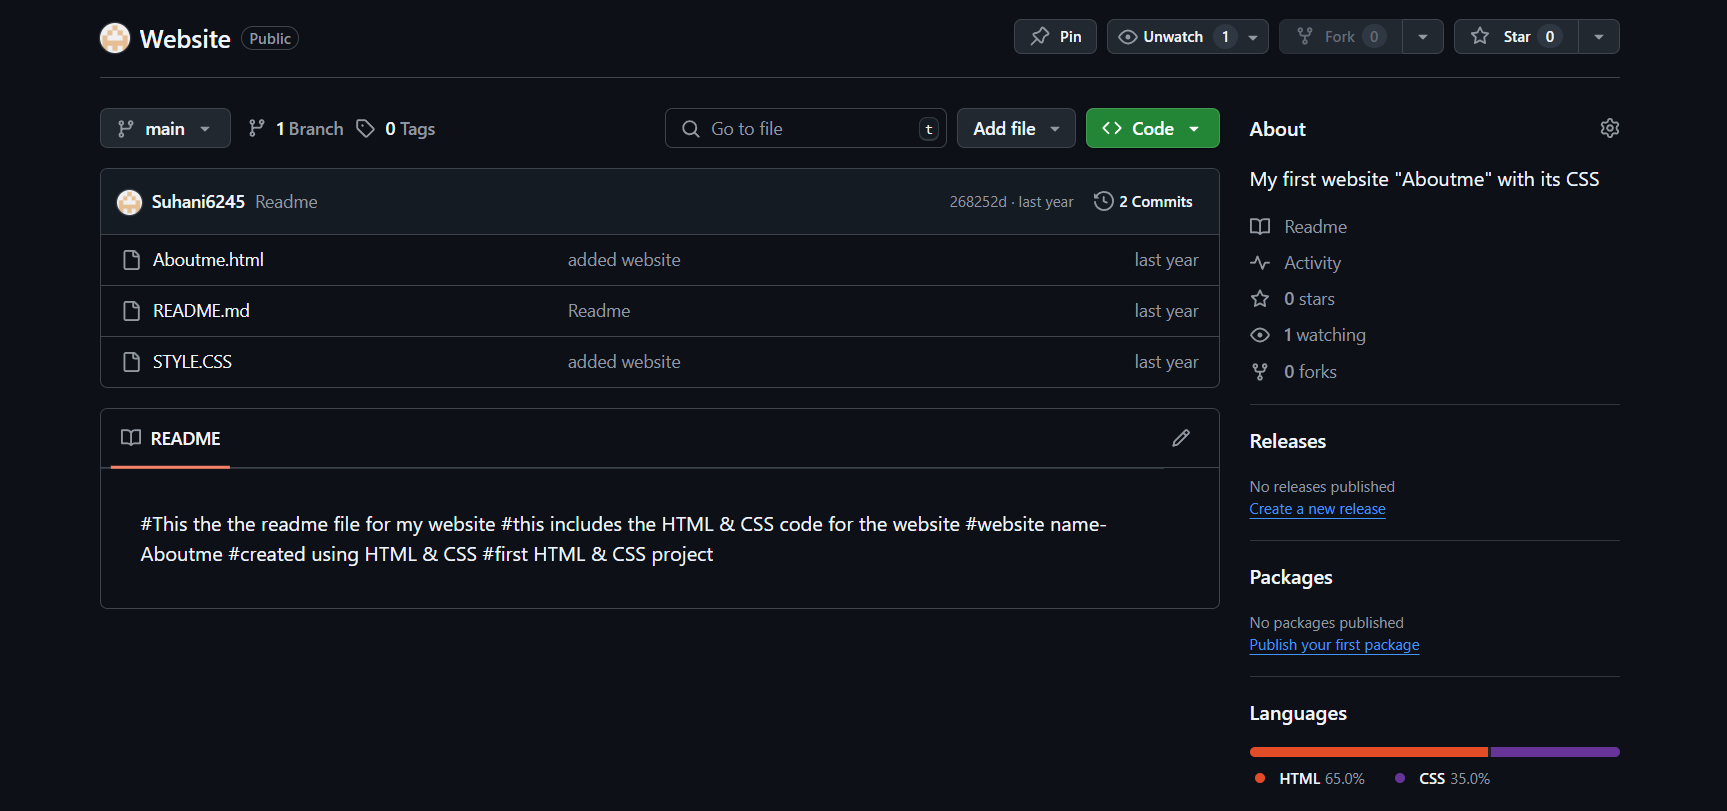 Website Public Pin Unwatch 1 Fork 0 Star 0
main 1 Branch 0 Tags Go to file t Add file Code
Suhani6245 Readme 268252d · last year 2 Commits
Aboutme.html added website last year
README.md Readme last year
STYLE.CSS added website last year
README
#This the the readme file for my website #this includes the HTML & CSS code for the website #website name-
Aboutme #created using HTML & CSS #first HTML & CSS project
About
My first website "Aboutme" with its CSS
Readme
Activity
0 stars
1 watching
0 forks
Releases
No releases published
Create a new release
Packages
No packages published
Publish your first package
Languages
HTML 65.0% CSS 35.0%